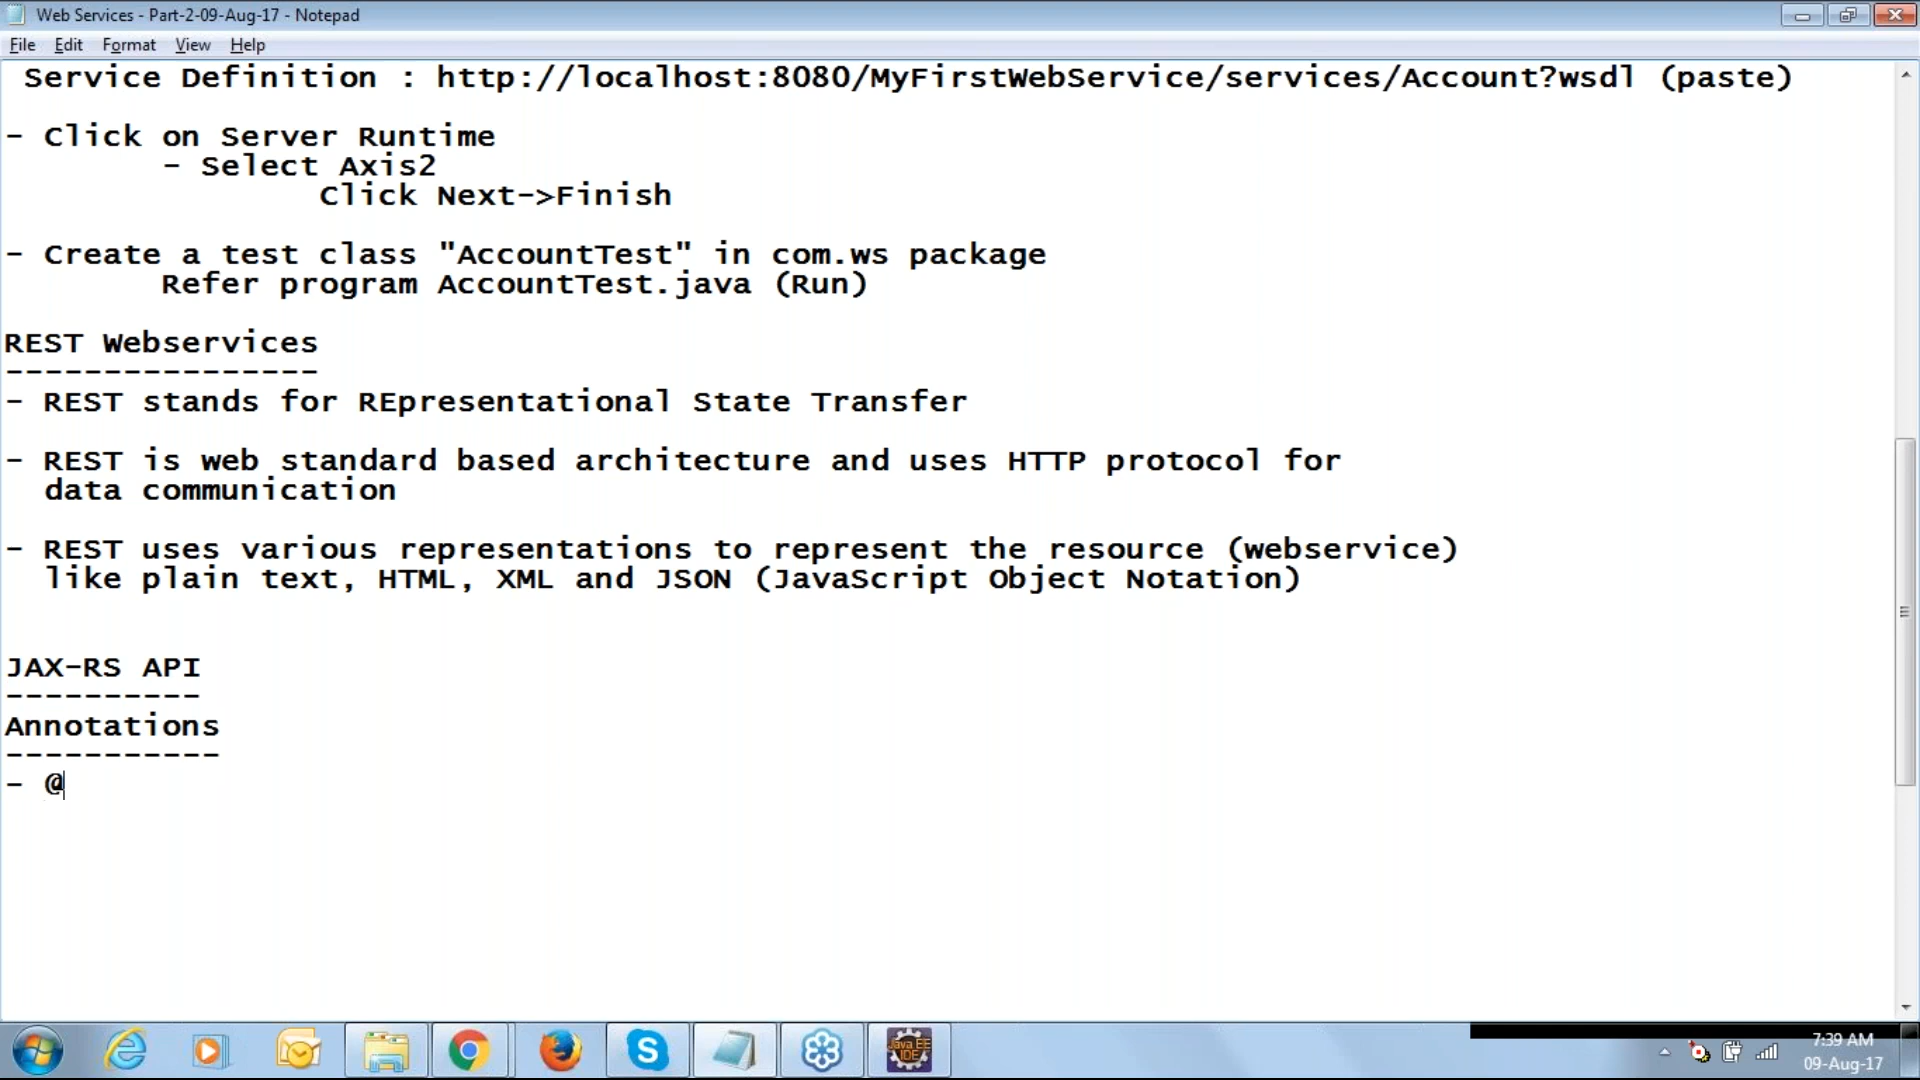 Web Services - Part-2-09-Aug-17 - Notepad
File Edit Format View Help
Service Definition : http://localhost:8080/MyFirstWebService/services/Account?wsdl (paste)
- Click on Server Runtime
- Select Axis2
Click Next->Finish
- Create a test class "AccountTest" in com.ws package
Refer program AccountTest.java (Run)
REST Webservices
----------------
- REST stands for REpresentational State Transfer
- REST is web standard based architecture and uses HTTP protocol for
data communication
- REST uses various representations to represent the resource (webservice)
like plain text, HTML, XML and JSON (JavaScript Object Notation)
JAX-RS API
----------
Annotations
-----------
- @
Java EE
IDE
7:39 AM
09-Aug-17